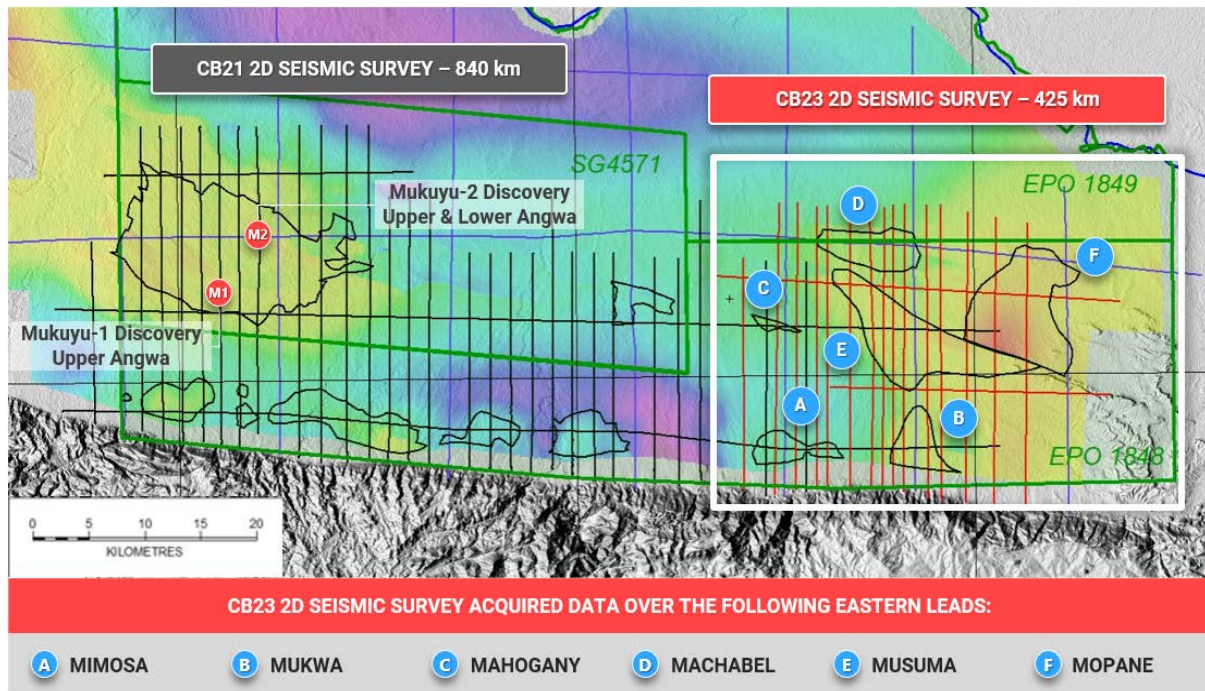 CB21 2D SEISMIC SURVEY – 840 km
CB23 2D SEISMIC SURVEY – 425 km
SG4571
EPO 1849
Mukuyu-2 Discovery
Upper & Lower Angwa
D
M2
F
C
M1
Mukuyu-1 Discovery
Upper Angwa
E
A
B
EPO 1848
0 5 10 15 20
KILOMETRES
CB23 2D SEISMIC SURVEY ACQUIRED DATA OVER THE FOLLOWING EASTERN LEADS:
A MIMOSA B MUKWA C MAHOGANY D MACHABEL E MUSUMA F MOPANE